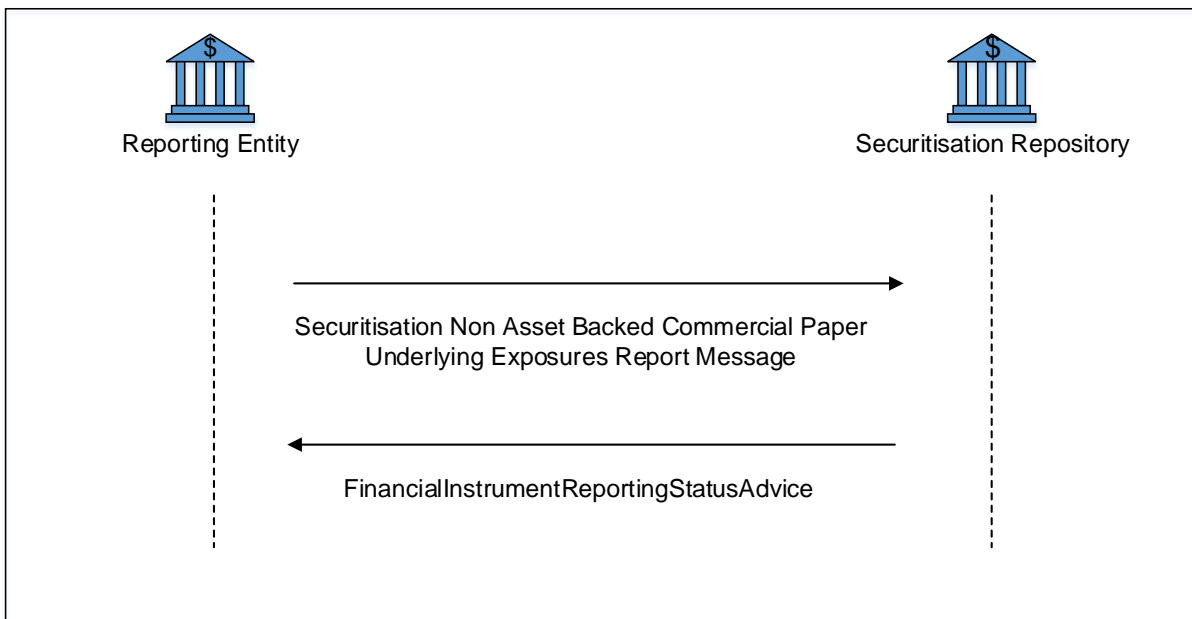 $
$
Reporting Entity
Securitisation Repository
Securitisation Non Asset Backed Commercial Paper
Underlying Exposures Report Message
FinancialInstrumentReportingStatusAdvice